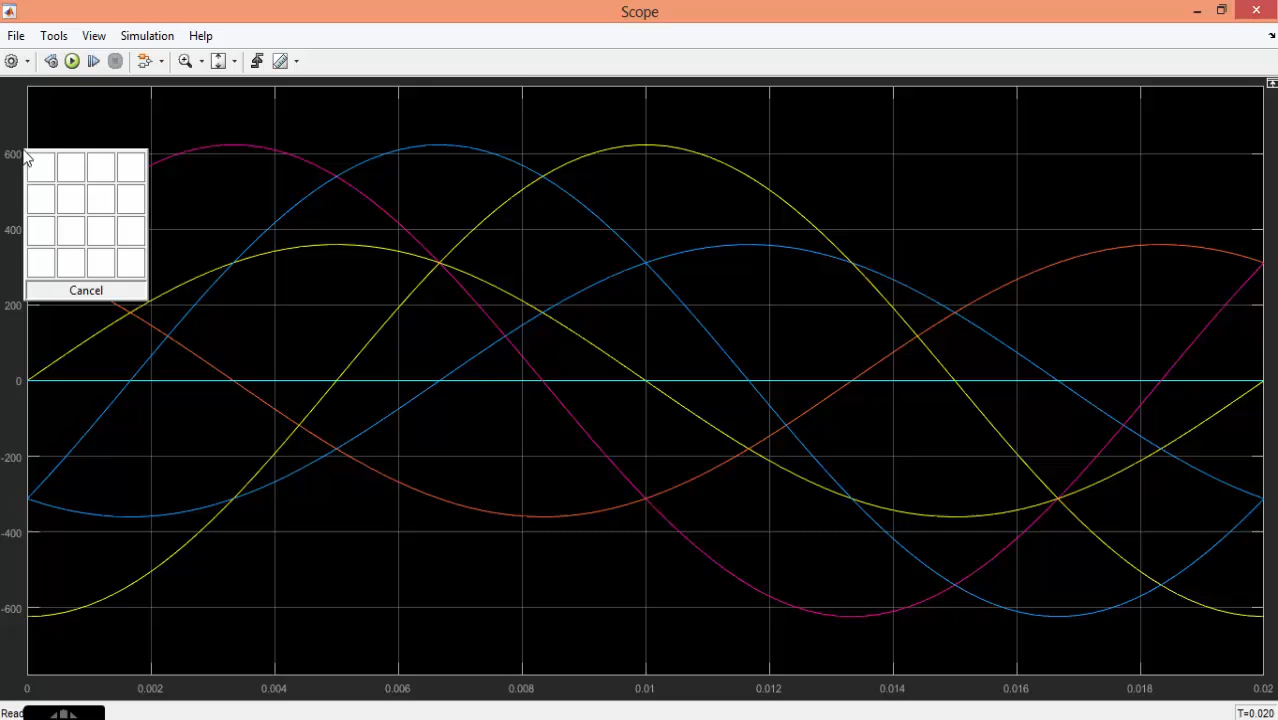 Scope
File Tools View Simulation Help
600
400
200
0
-200
-400
-600
Cancel
0 0.002 0.004 0.006 0.008 0.01 0.012 0.014 0.016 0.018 0.02
T=0.020